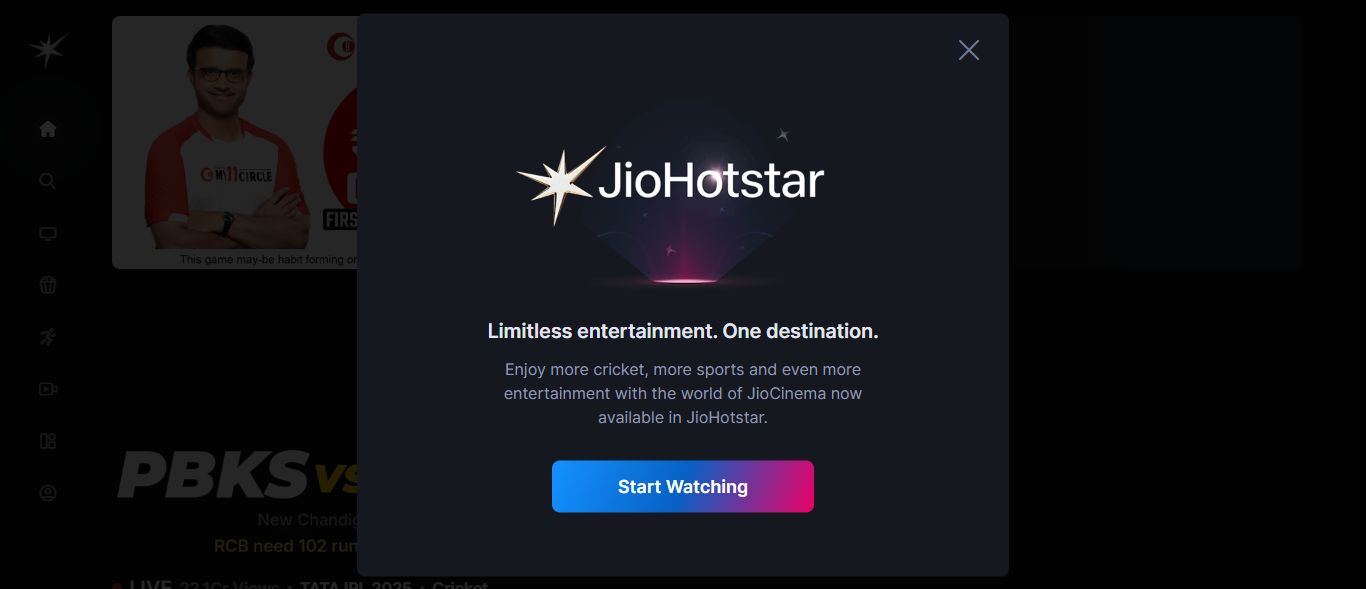 MY11CIRCLE
FIRS
This game may-be habit forming or
JioHotstar
Limitless entertainment. One destination.
Enjoy more cricket, more sports and even more
entertainment with the world of JioCinema now
available in JioHotstar.
Start Watching
PBKS vs
New Chandig
RCB need 102 run
LIVE 23.1Cr Views • TATA IPL 2025 • Cricket